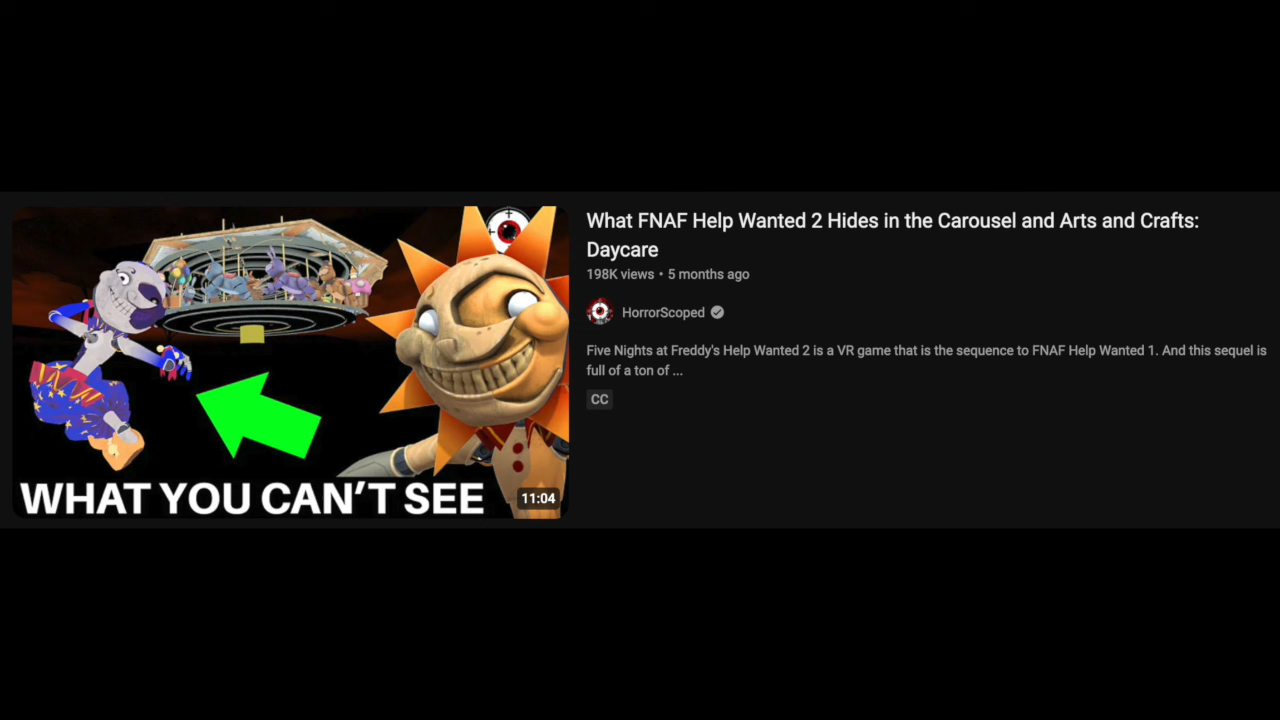 What FNAF Help Wanted 2 Hides in the Carousel and Arts and Crafts:
Daycare
198K views • 5 months ago
HorrorScoped
Five Nights at Freddy's Help Wanted 2 is a VR game that is the sequence to FNAF Help Wanted 1. And this sequel is
full of a ton of ...
CC
WHAT YOU CAN'T SEE
11:04